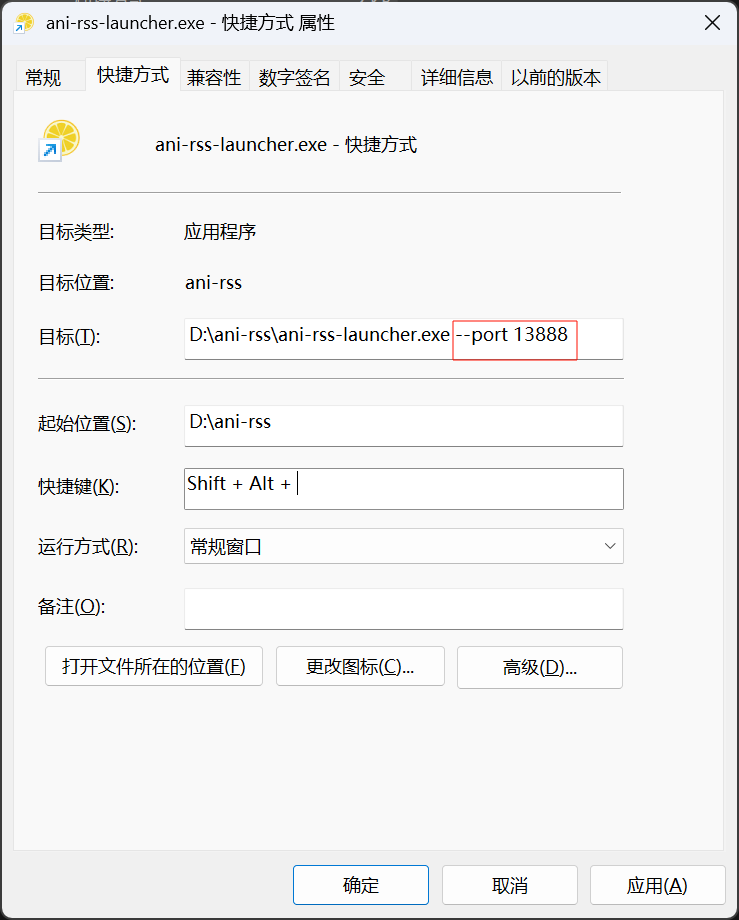 ani-rss-launcher.exe - 快捷方式 属性
常规 快捷方式 兼容性 数字签名 安全 详细信息 以前的版本
ani-rss-launcher.exe - 快捷方式
目标类型: 应用程序
目标位置: ani-rss
目标(T): D:\ani-rss\ani-rss-launcher.exe --port 13888
起始位置(S): D:\ani-rss
快捷键(K): Shift + Alt +
运行方式(R): 常规窗口
备注(O):
打开文件所在的位置(F) 更改图标(C)... 高级(D)...
确定 取消 应用(A)